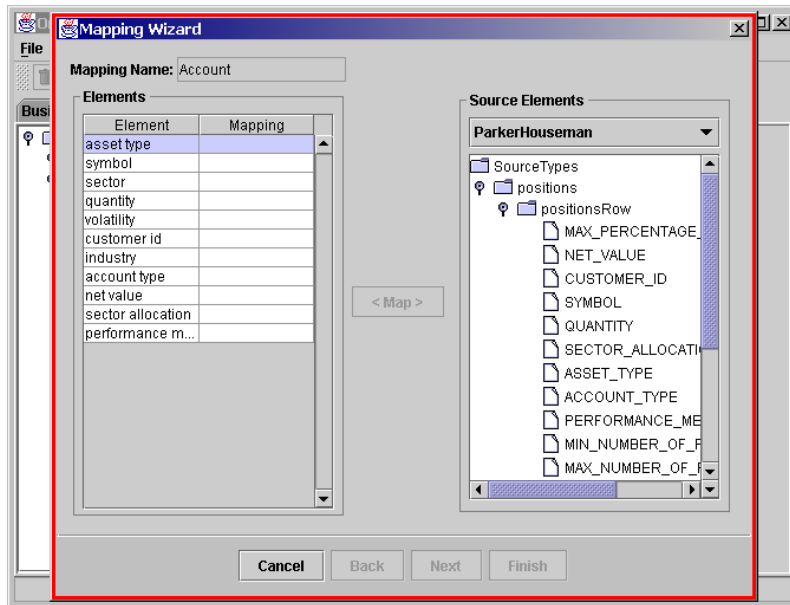 Mapping Wizard
File
Mapping Name: Account
Busi
Elements
Element Mapping
asset type
symbol
sector
quantity
volatility
customer id
industry
account type
net value
sector allocation
performance m...
< Map >
Source Elements
ParkerHouseman
SourceTypes
positions
positionsRow
MAX_PERCENTAGE_
NET_VALUE
CUSTOMER_ID
SYMBOL
QUANTITY
SECTOR_ALLOCATI
ASSET_TYPE
ACCOUNT_TYPE
PERFORMANCE_ME
MIN_NUMBER_OF_
MAX_NUMBER_OF_
Cancel Back Next Finish